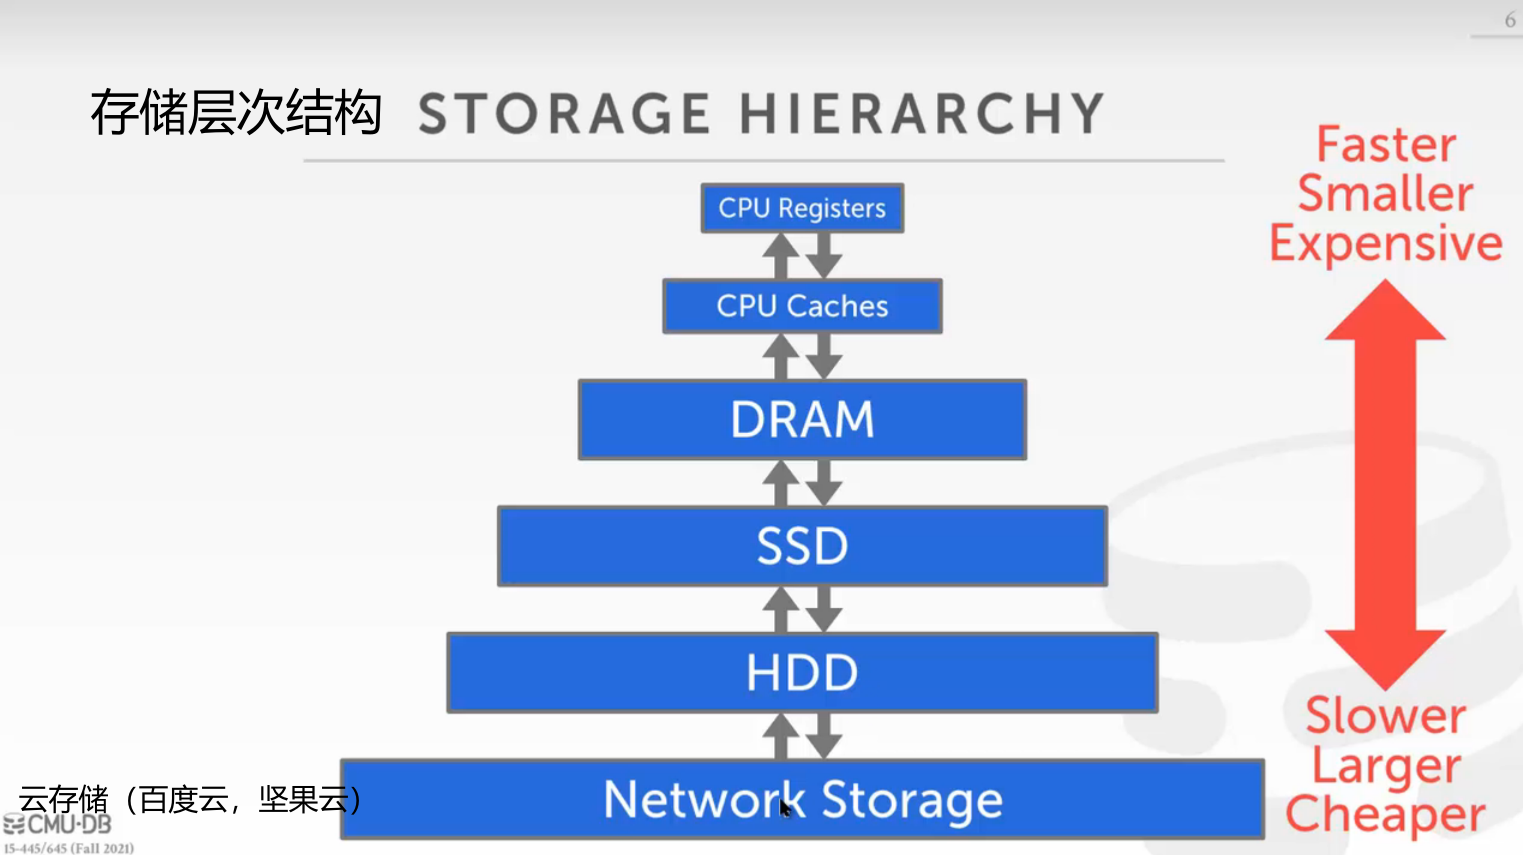 6
存储层次结构 STORAGE HIERARCHY
Faster
Smaller
Expensive
CPU Registers
CPU Caches
DRAM
SSD
HDD
Network Storage
Slower
Larger
Cheaper
云存储（百度云，坚果云）
CMU·DB
15-445/645 (Fall 2021)